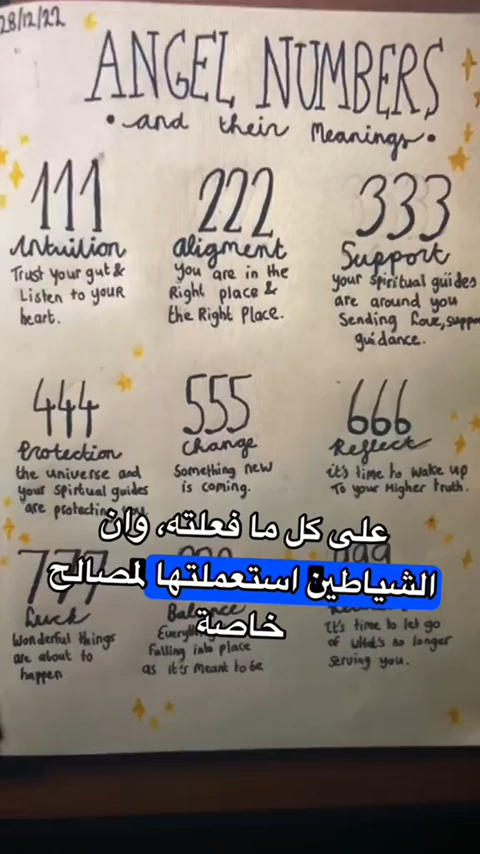 28/12/22
ANGEL NUMBERS
•and their Meanings•
111
Intuition
Trust your gut &
Listen to youR
heart.
222
aligment
you are in the
Right place &
the Right Place.
333
Support
your spiritual guides
are around you
Sending Love, suppo
guidance.
444
Protection
the universe and
your Spirtual guides
are protecting
555
Change
Something new
is coming.
666
Reflect
it's time to wake up
To your Higher truth.
على كل ما فعلته، وان
الشياطين استعملتها لمصالح
خاصة
777
Luck
Wonderful things
are about to
happen
Balance
Falling into place
as it's meant to be
It's time to let go
of what's no longer
Serving you.